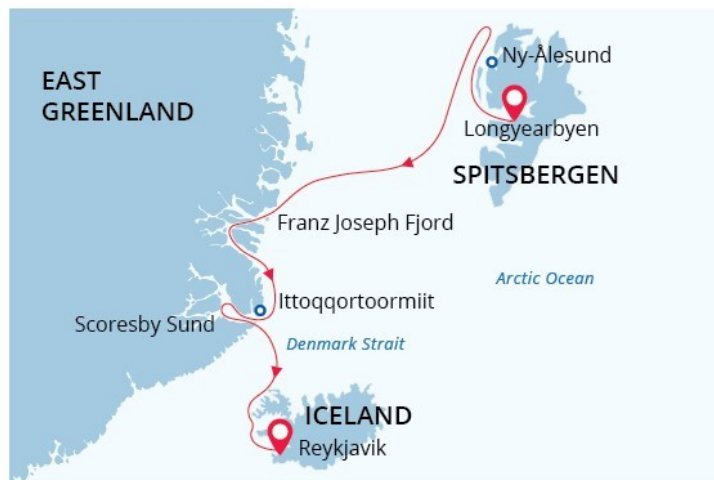 EAST
GREENLAND
Ny-Ålesund
Longyearbyen
SPITSBERGEN
Franz Joseph Fjord
Arctic Ocean
Ittoqqortoormiit
Scoresby Sund
Denmark Strait
ICELAND
Reykjavik